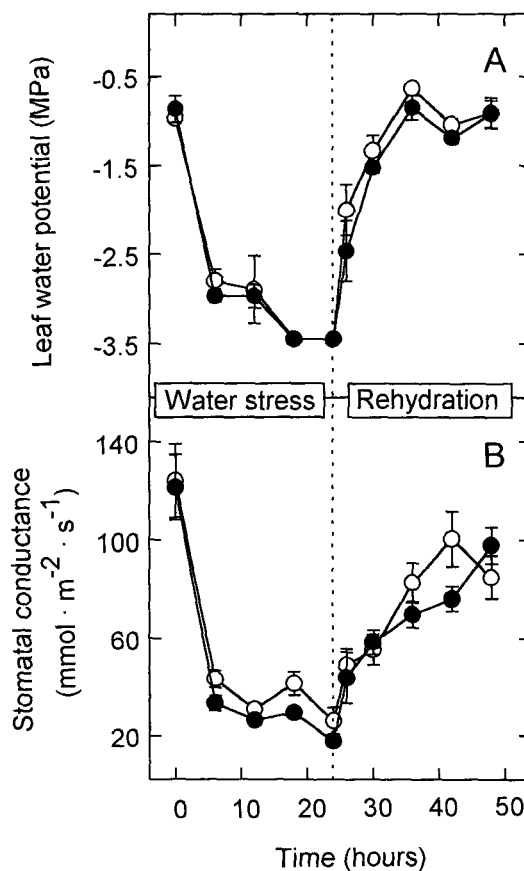 A
Leaf water potential (MPa)
-0.5
-1.5
-2.5
-3.5
Water stress
Rehydration
B
Stomatal conductance
(mmol · m⁻² · s⁻¹)
140
100
60
20
0 10 20 30 40 50
Time (hours)